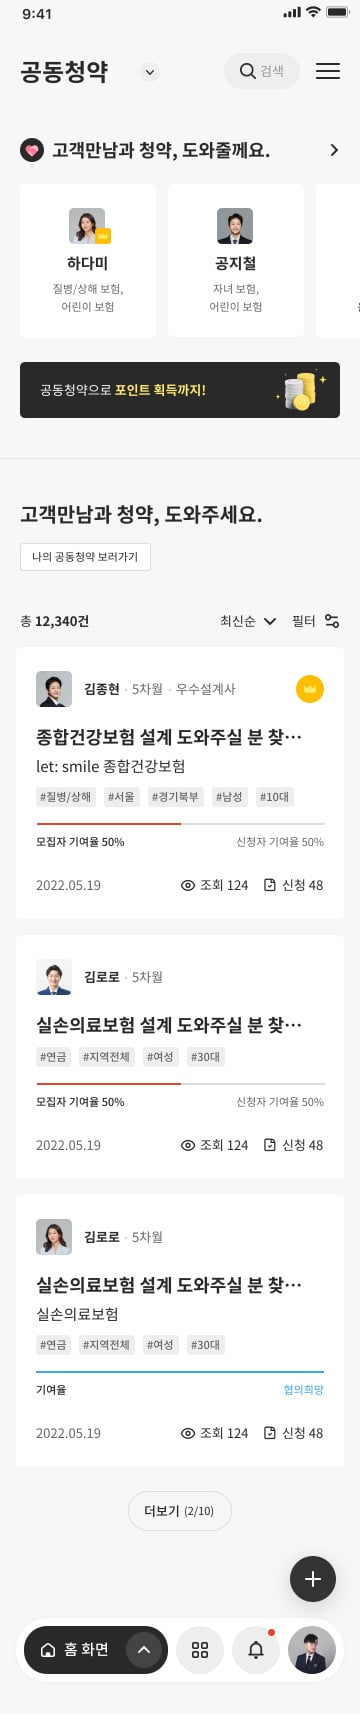 9:41
공동청약
검색
고객만남과 청약, 도와줄께요.
하다미
질병/상해 보험,
어린이 보험
공지철
자녀 보험,
어린이 보험
공동청약으로 포인트 획득까지!
고객만남과 청약, 도와주세요.
나의 공동청약 보러가기
총 12,340건
최신순
필터
김종현 · 5차월 · 우수설계사
종합건강보험 설계 도와주실 분 찾⋯
let: smile 종합건강보험
#질병/상해 #서울 #경기북부 #남성 #10대
모집자 기여율 50%
신청자 기여율 50%
2022.05.19
조회 124
신청 48
김로로 · 5차월
실손의료보험 설계 도와주실 분 찾⋯
#연금 #지역전체 #여성 #30대
모집자 기여율 50%
신청자 기여율 50%
2022.05.19
조회 124
신청 48
김로로 · 5차월
실손의료보험 설계 도와주실 분 찾⋯
실손의료보험
#연금 #지역전체 #여성 #30대
기여율
협의희망
2022.05.19
조회 124
신청 48
더보기 (2/10)
홈 화면